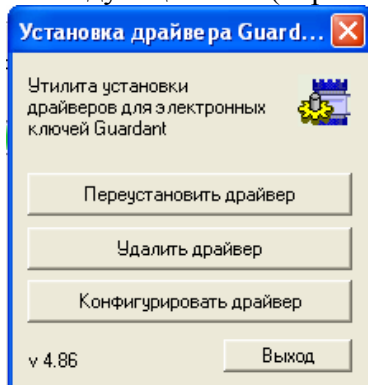 Установка драйвера Guard...
Утилита установки
драйверов для электронных
ключей Guardant
Переустановить драйвер
Удалить драйвер
Конфигурировать драйвер
v 4.86
Выход